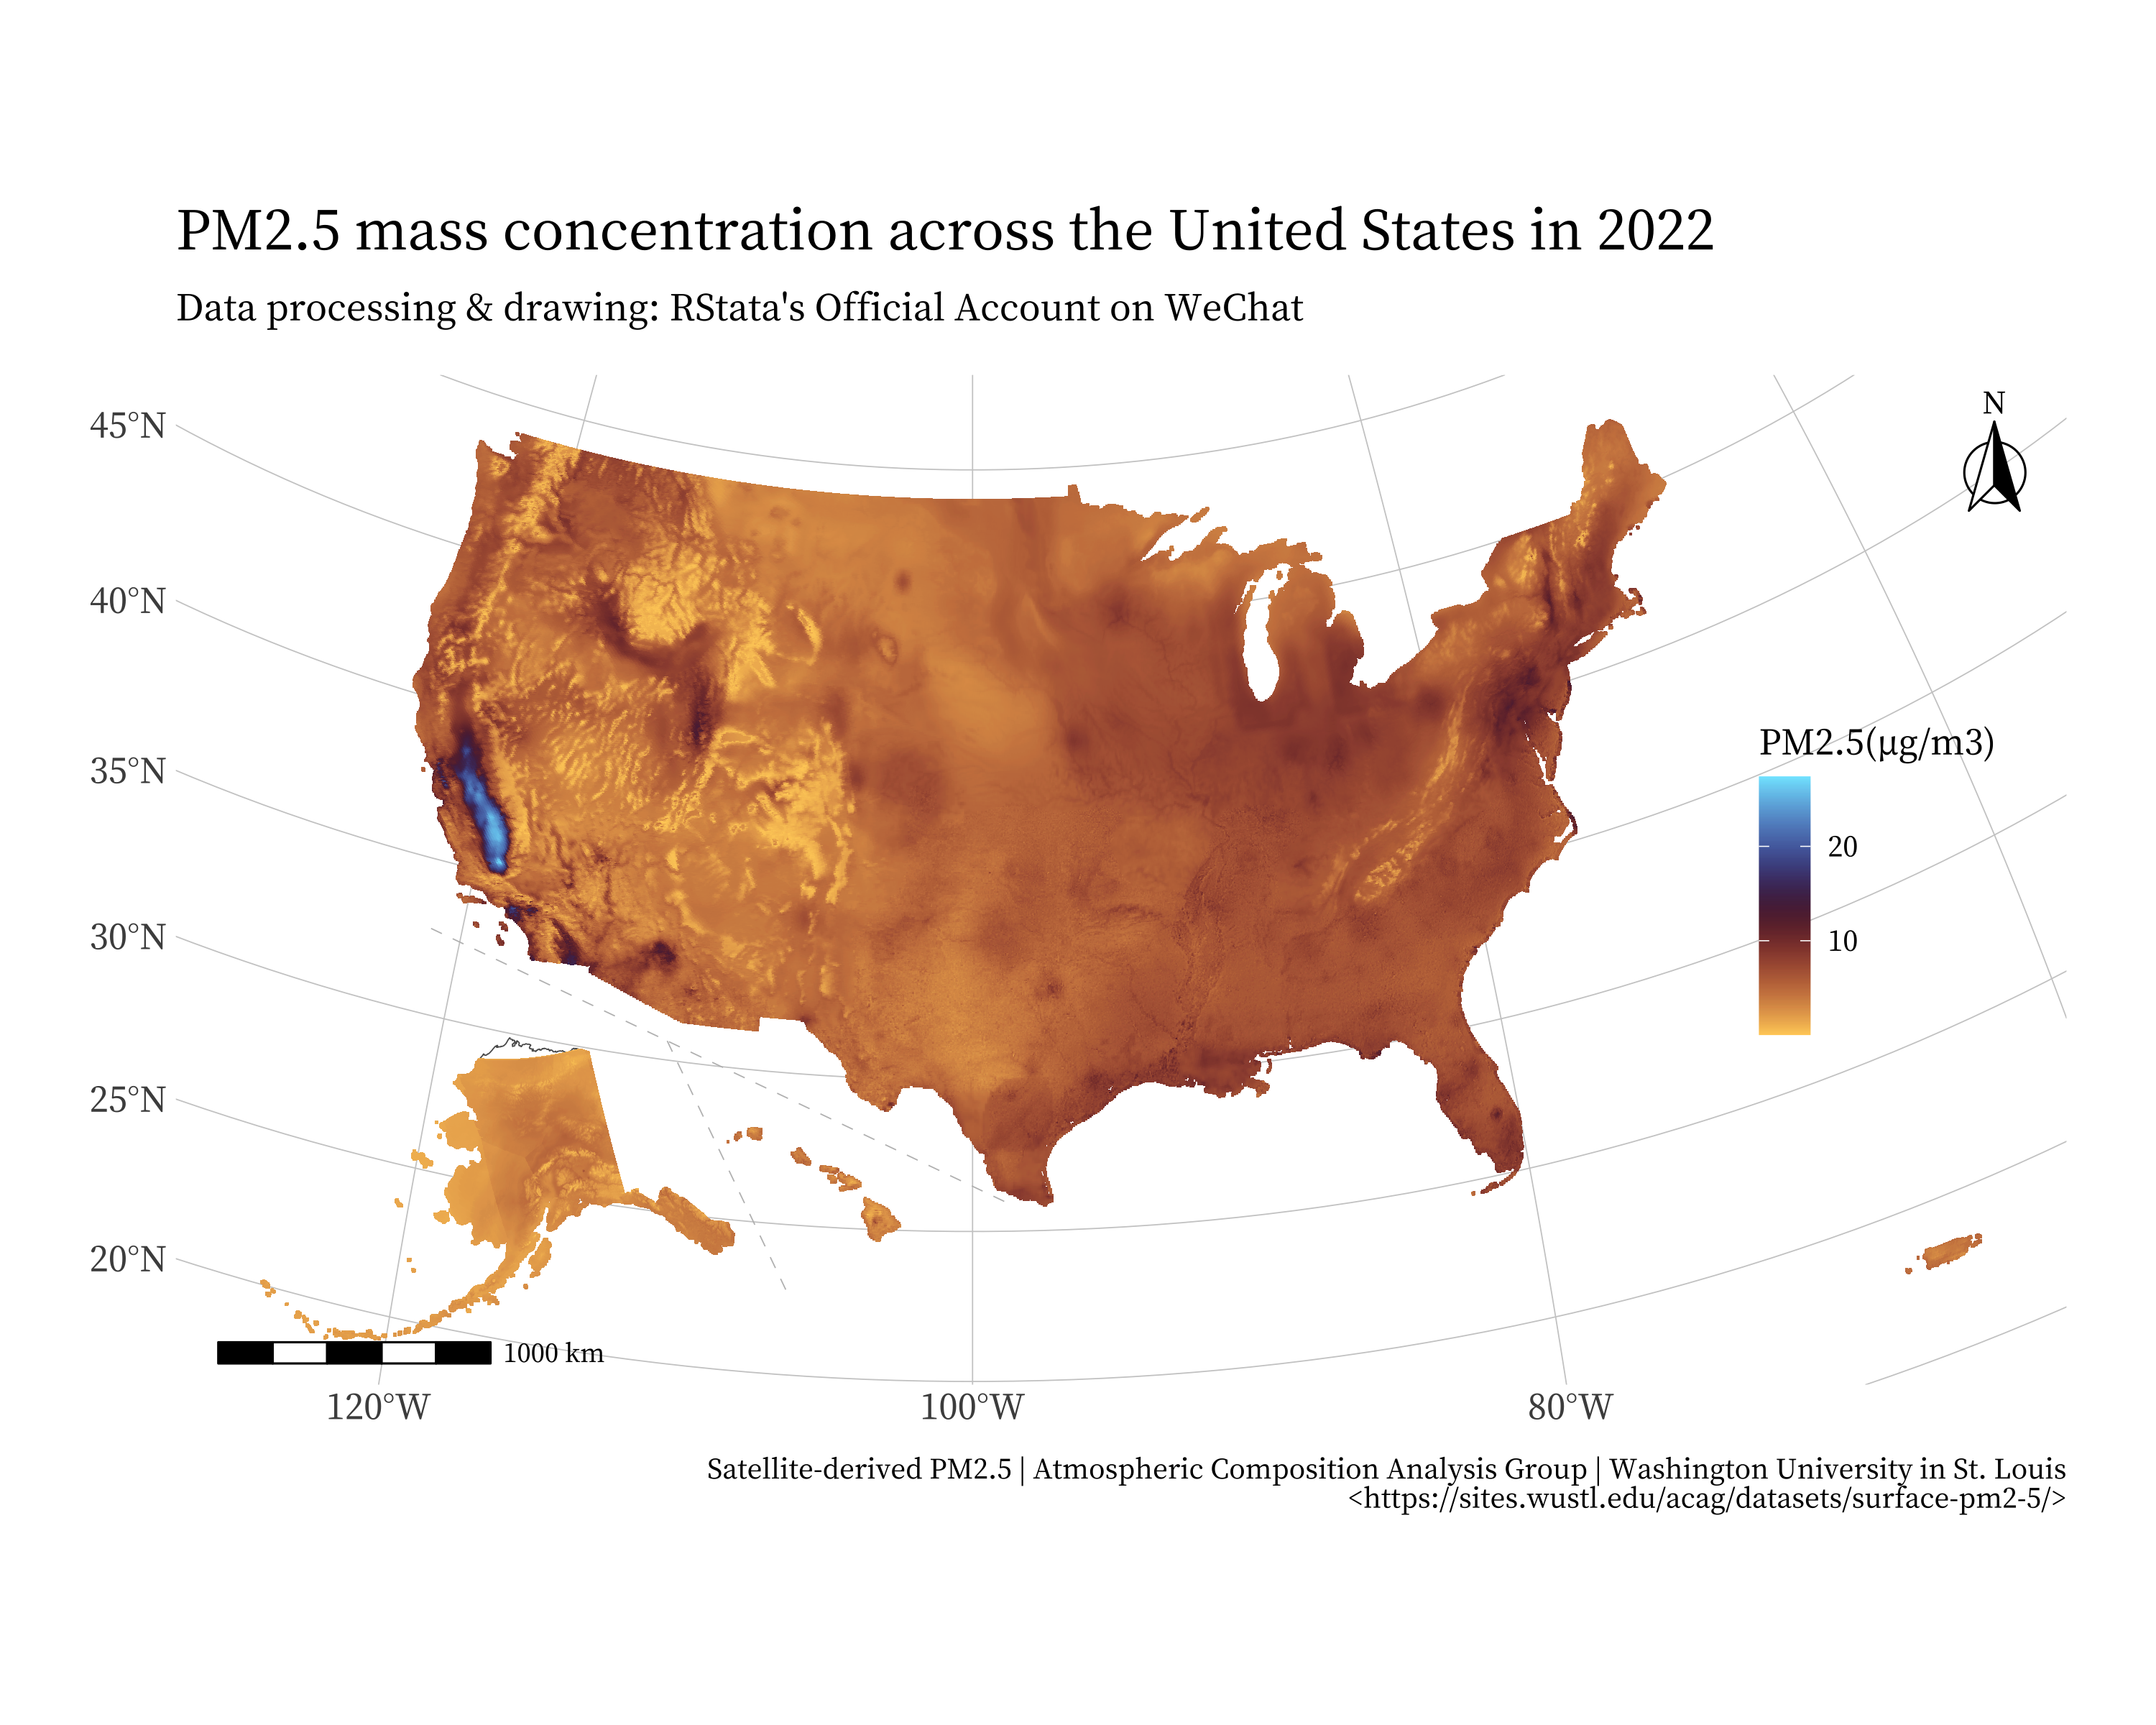 PM2.5 mass concentration across the United States in 2022
Data processing & drawing: RStata's Official Account on WeChat
45°N
40°N
35°N
30°N
25°N
20°N
N
PM2.5(μg/m3)
20
10
1000 km
120°W
100°W
80°W
Satellite-derived PM2.5 | Atmospheric Composition Analysis Group | Washington University in St. Louis
<https://sites.wustl.edu/acag/datasets/surface-pm2-5/>